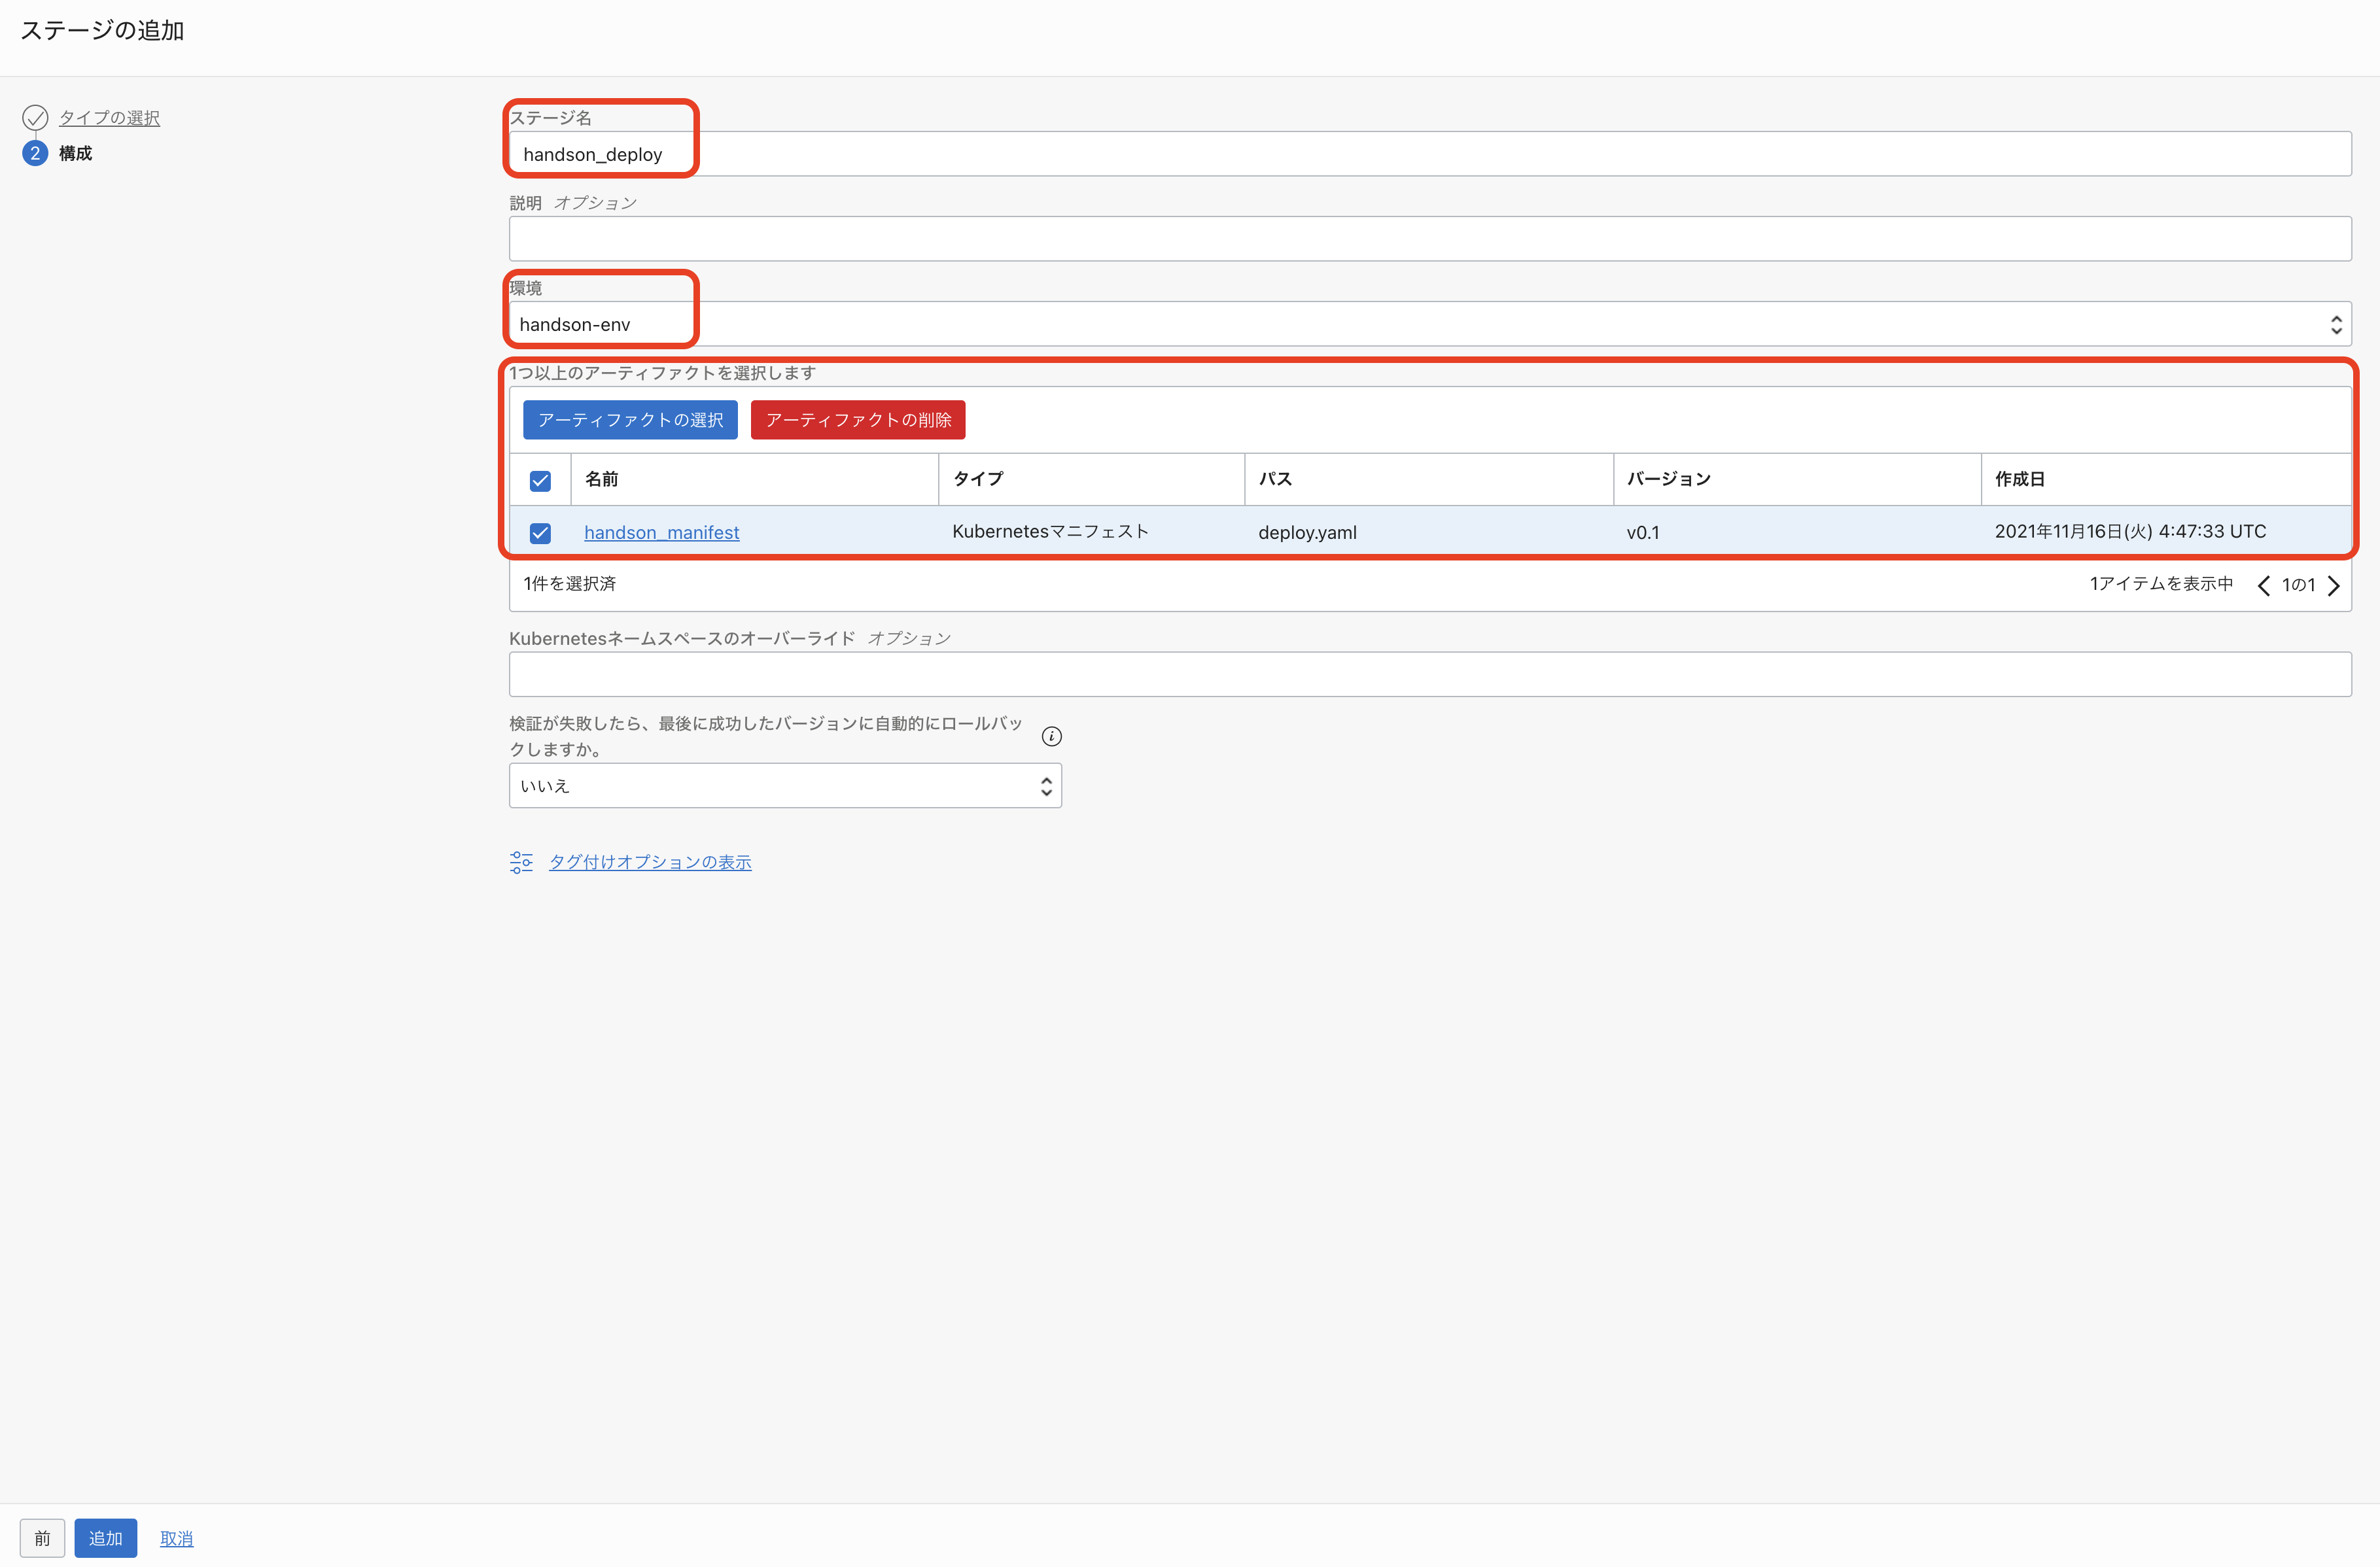 ステージの追加
タイプの選択
2 構成
ステージ名
handson_deploy
説明 オプション
環境
handson-env
1つ以上のアーティファクトを選択します
アーティファクトの選択 アーティファクトの削除
名前 タイプ パス バージョン 作成日
handson_manifest Kubernetesマニフェスト deploy.yaml v0.1 2021年11月16日(火) 4:47:33 UTC
1件を選択済 1アイテムを表示中 1の1
Kubernetesネームスペースのオーバーライド オプション
検証が失敗したら、最後に成功したバージョンに自動的にロールバッ
クしますか。
いいえ
タグ付けオプションの表示
前 追加 取消